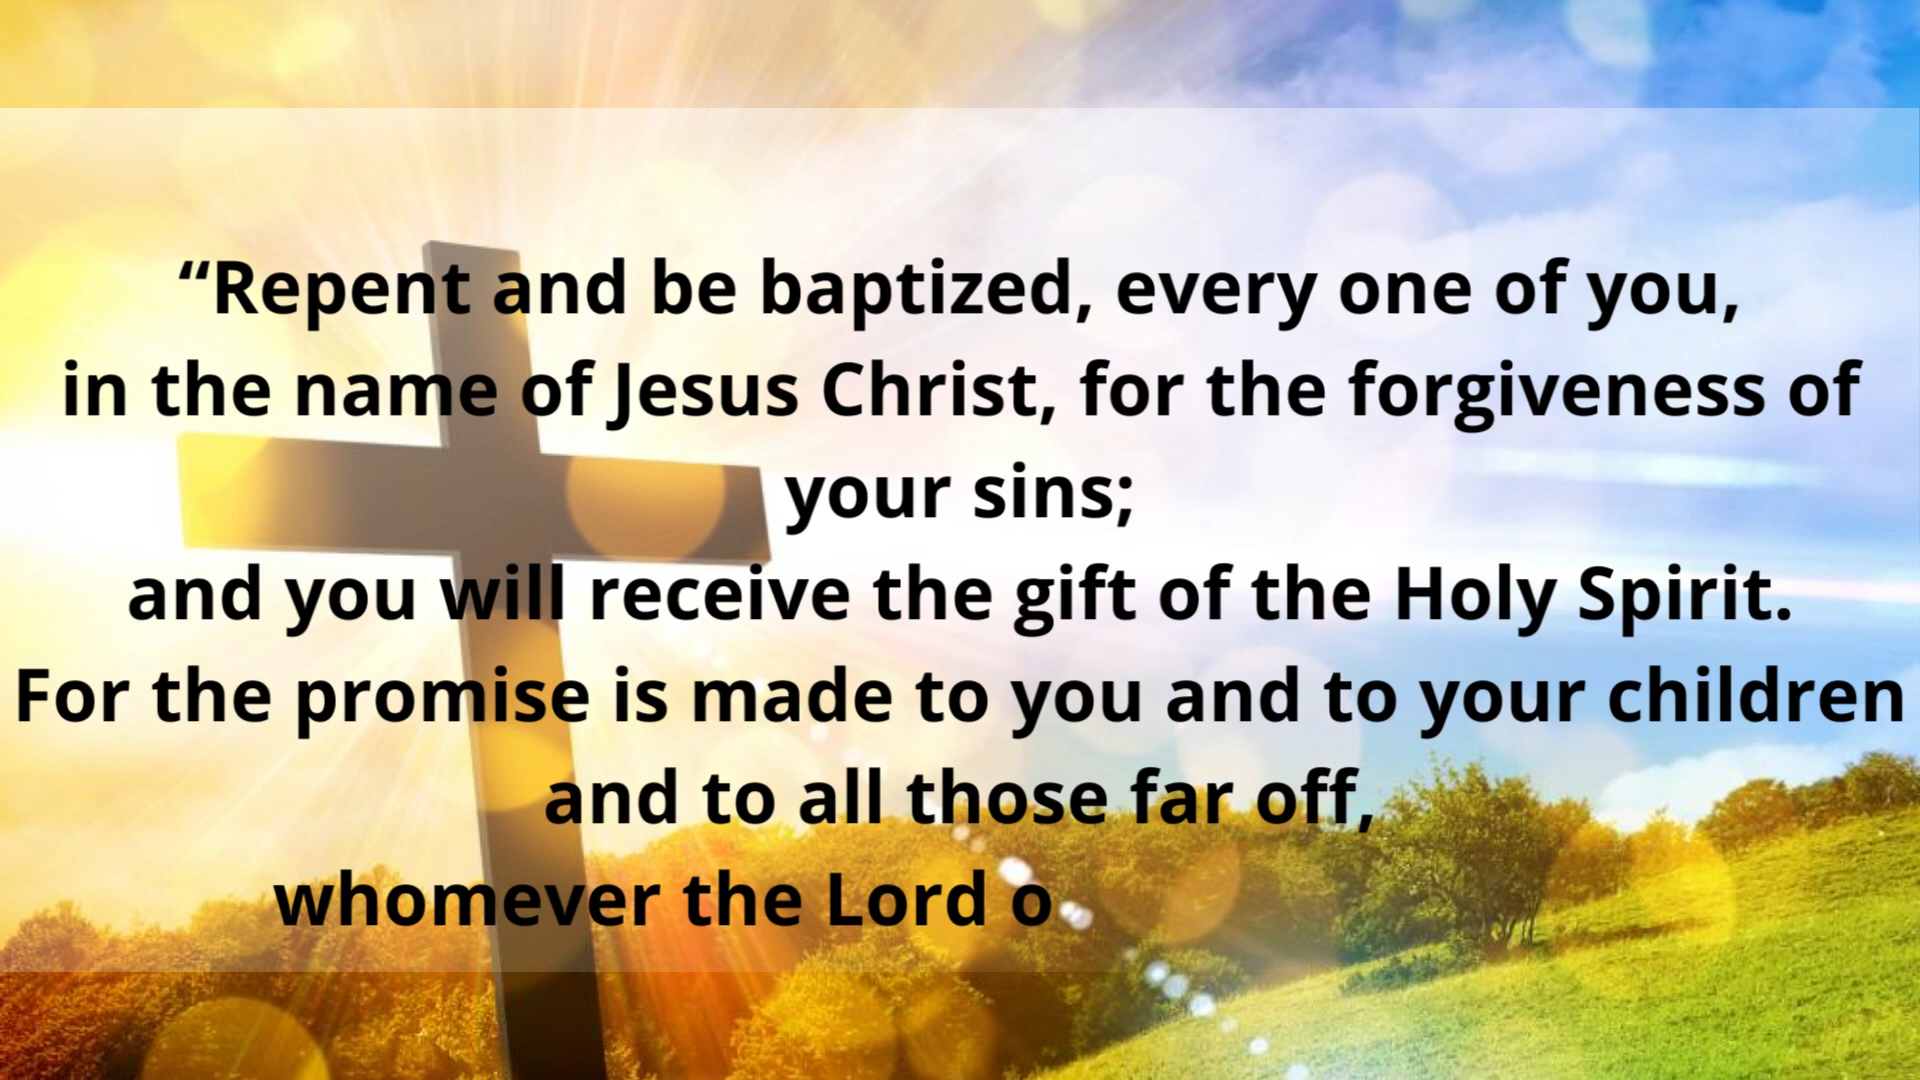 “Repent and be baptized, every one of you,
in the name of Jesus Christ, for the forgiveness of
your sins;
and you will receive the gift of the Holy Spirit.
For the promise is made to you and to your children
and to all those far off,
whomever the Lord o